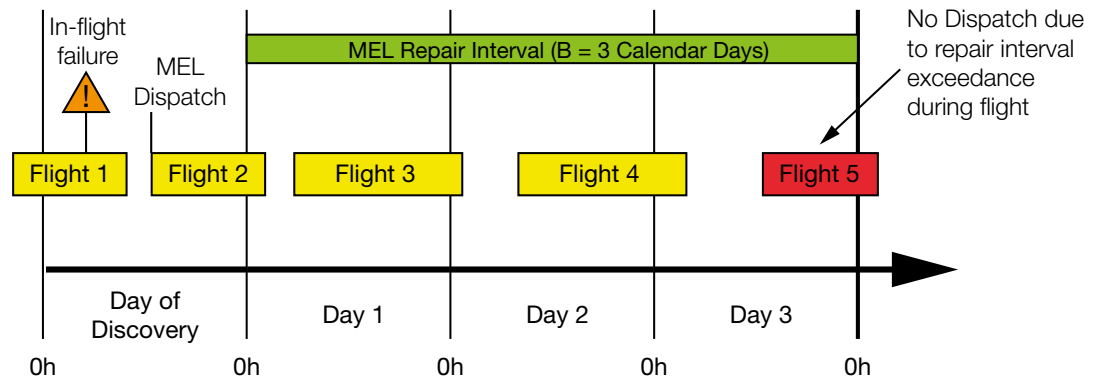 In-flight
failure
!
MEL
Dispatch
MEL Repair Interval (B = 3 Calendar Days)
No Dispatch due
to repair interval
exceedance
during flight
Flight 1
Flight 2
Flight 3
Flight 4
Flight 5
Day of
Discovery
Day 1
Day 2
Day 3
0h
0h
0h
0h
0h